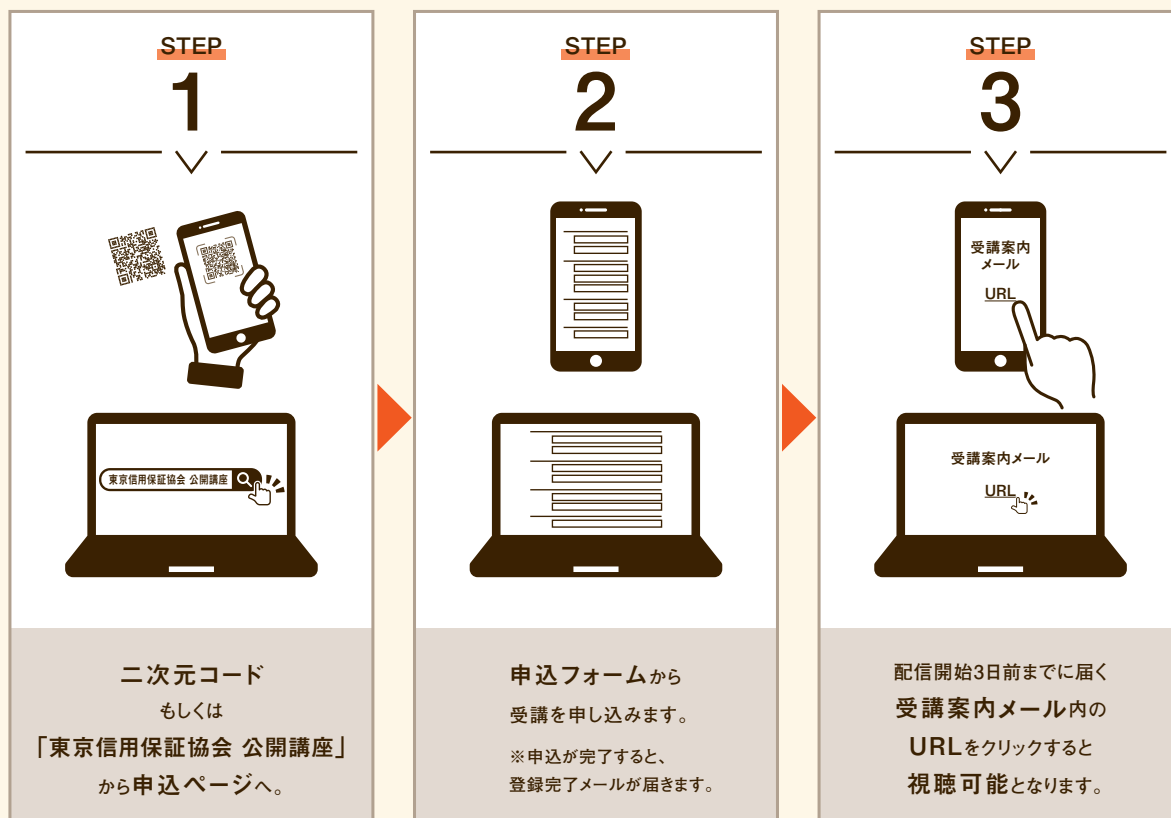 STEP
1
東京信用保証協会 公開講座
二次元コード
もしくは
「東京信用保証協会 公開講座」
から申込ページへ。
STEP
2
申込フォームから
受講を申し込みます。
※申込が完了すると、
登録完了メールが届きます。
STEP
3
受講案内
メール
URL
受講案内メール
URL
配信開始3日前までに届く
受講案内メール内の
URLをクリックすると
視聴可能となります。